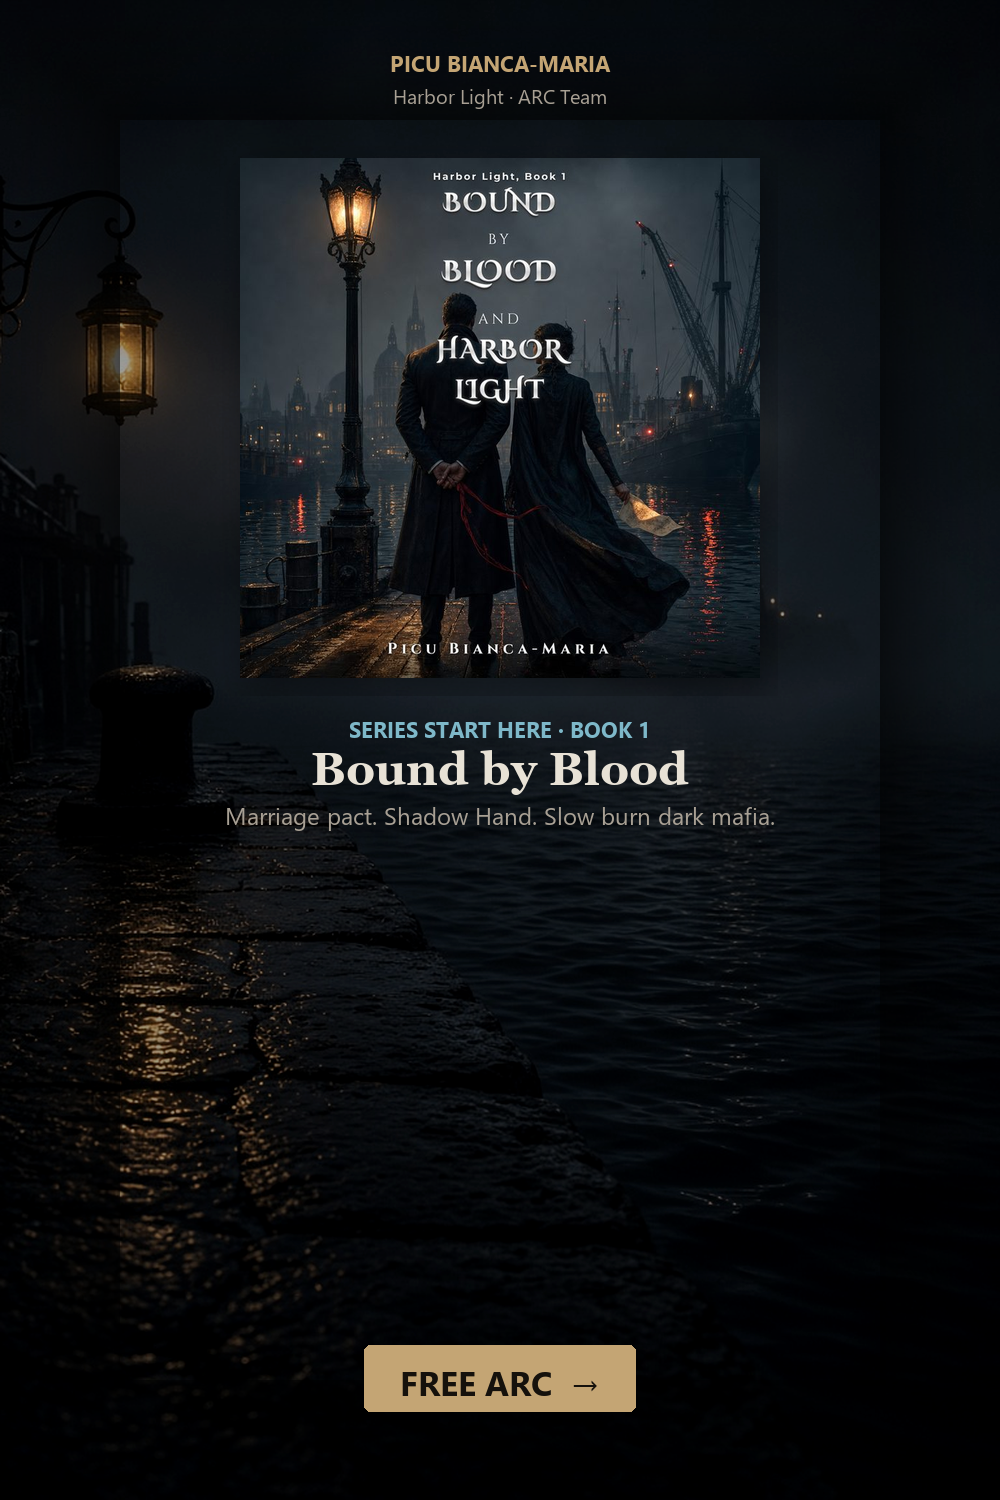 PICU BIANCA-MARIA
Harbor Light · ARC Team
Harbor Light, Book 1
BOUND
BY
BLOOD
AND
HARBOR
LIGHT
PICU BIANCA-MARIA
SERIES START HERE · BOOK 1
Bound by Blood
Marriage pact. Shadow Hand. Slow burn dark mafia.
FREE ARC →